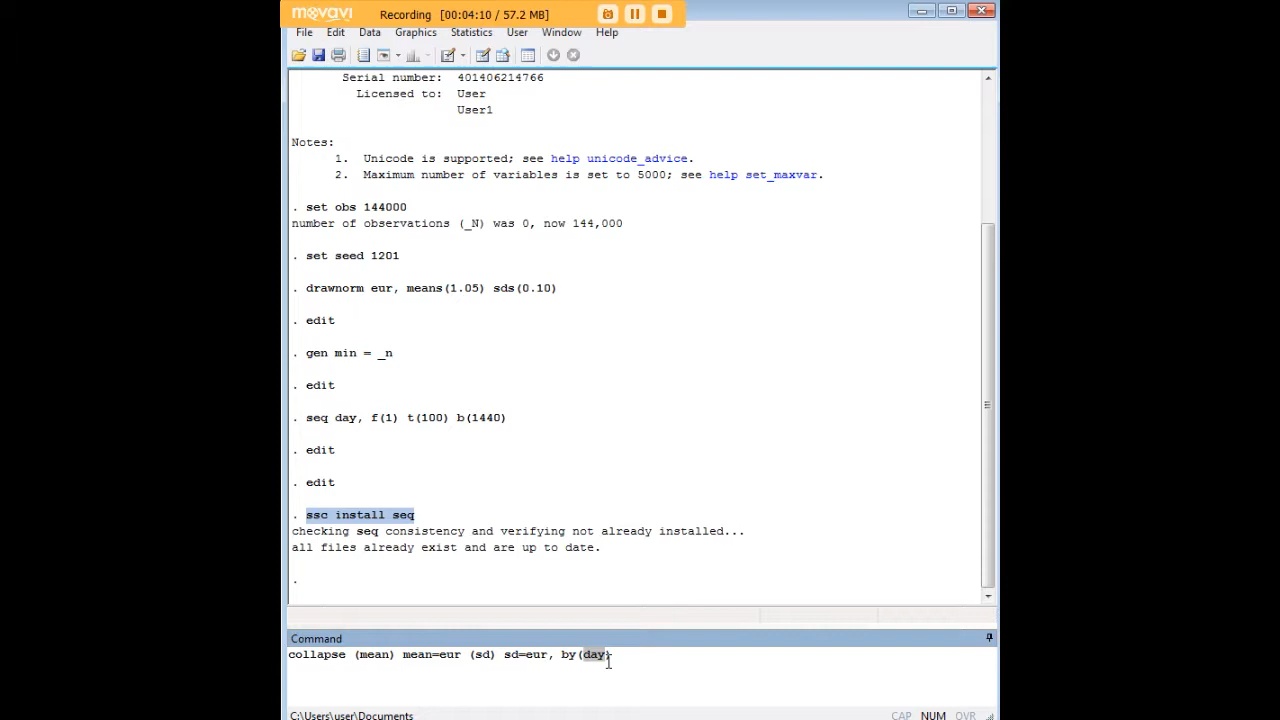 movavi Recording [00:04:10 / 57.2 MB]
File Edit Data Graphics Statistics User Window Help
Serial number: 401406214766
Licensed to: User
User1
Notes:
1. Unicode is supported; see help unicode_advice.
2. Maximum number of variables is set to 5000; see help set_maxvar.
. set obs 144000
number of observations (_N) was 0, now 144,000
. set seed 1201
. drawnorm eur, means(1.05) sds(0.10)
. edit
. gen min = _n
. edit
. seq day, f(1) t(100) b(1440)
. edit
. edit
. ssc install seq
checking seq consistency and verifying not already installed...
all files already exist and are up to date.
.
Command
collapse (mean) mean=eur (sd) sd=eur, by(day)
C:\Users\user\Documents CAP NUM OVR